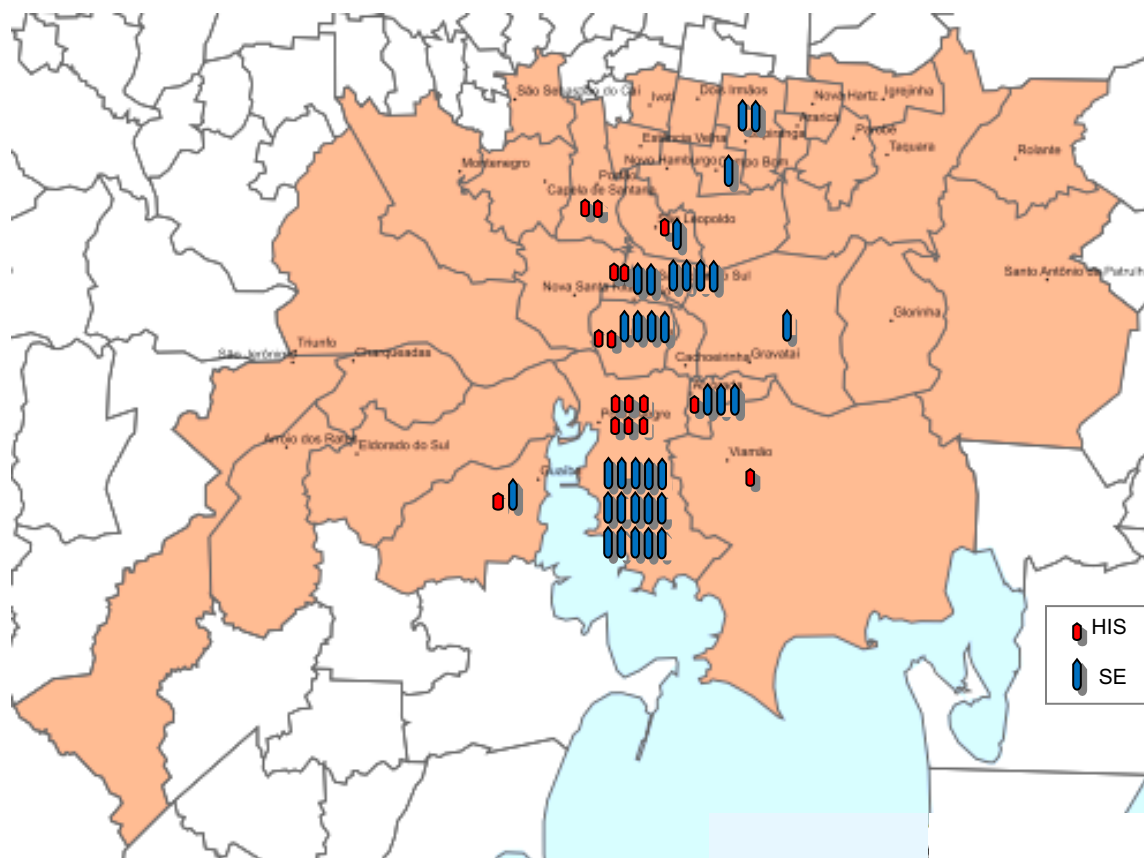 São Sebastião do Caí
Ivoti
Dois Irmãos
Nova Hartz
Igrejinha
Araricá
Parobé
Estância Velha
Taquara
Rolante
Montenegro
Novo Hamburgo
Portão
Capela de Santana
Leopoldo
Sul
Nova Santa
Santo Antônio da Patrulh
Glorinha
Triunfo
São Jerônimo
Charqueadas
Cachoeirinha
Gravataí
Arroio dos Ratos
Eldorado do Sul
Viamão
Guaíba
HIS
SE